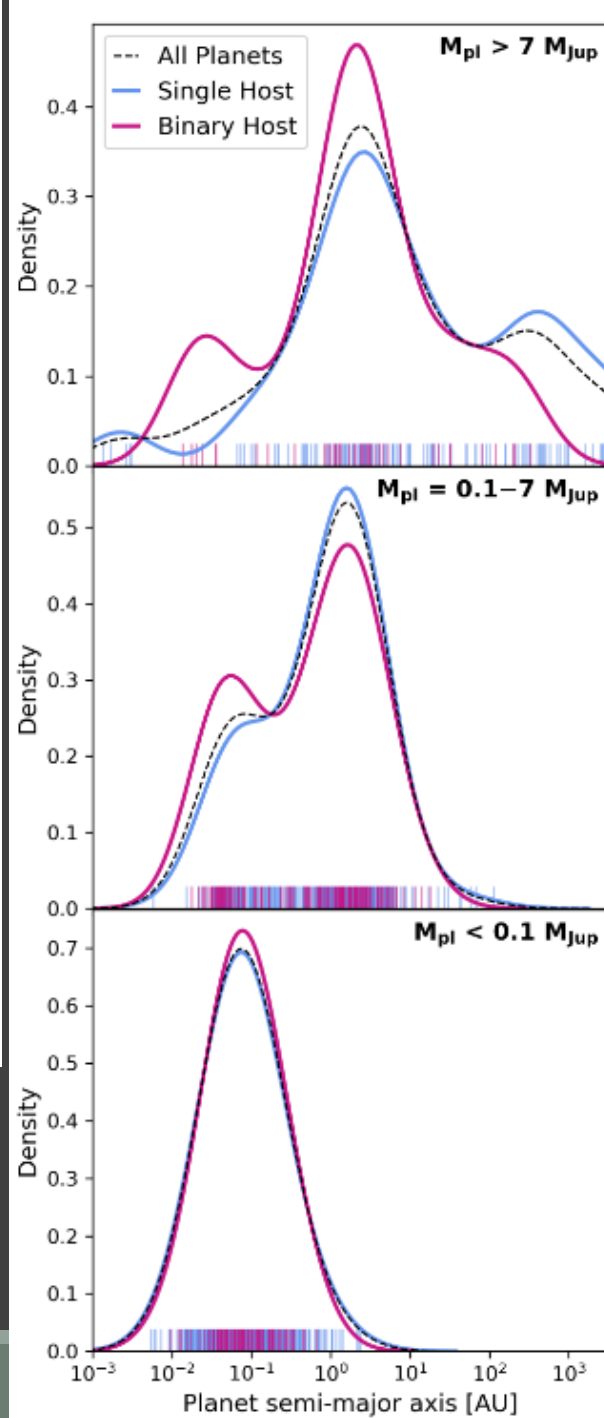 All Planets
Single Host
Binary Host
Mpl > 7 MJup
Density
0.4
0.3
0.2
0.1
0.0
Mpl = 0.1−7 MJup
Density
0.5
0.4
0.3
0.2
0.1
0.0
Mpl < 0.1 MJup
Density
0.7
0.6
0.5
0.4
0.3
0.2
0.1
0.0
10⁻³ 10⁻² 10⁻¹ 10⁰ 10¹ 10² 10³
Planet semi-major axis [AU]